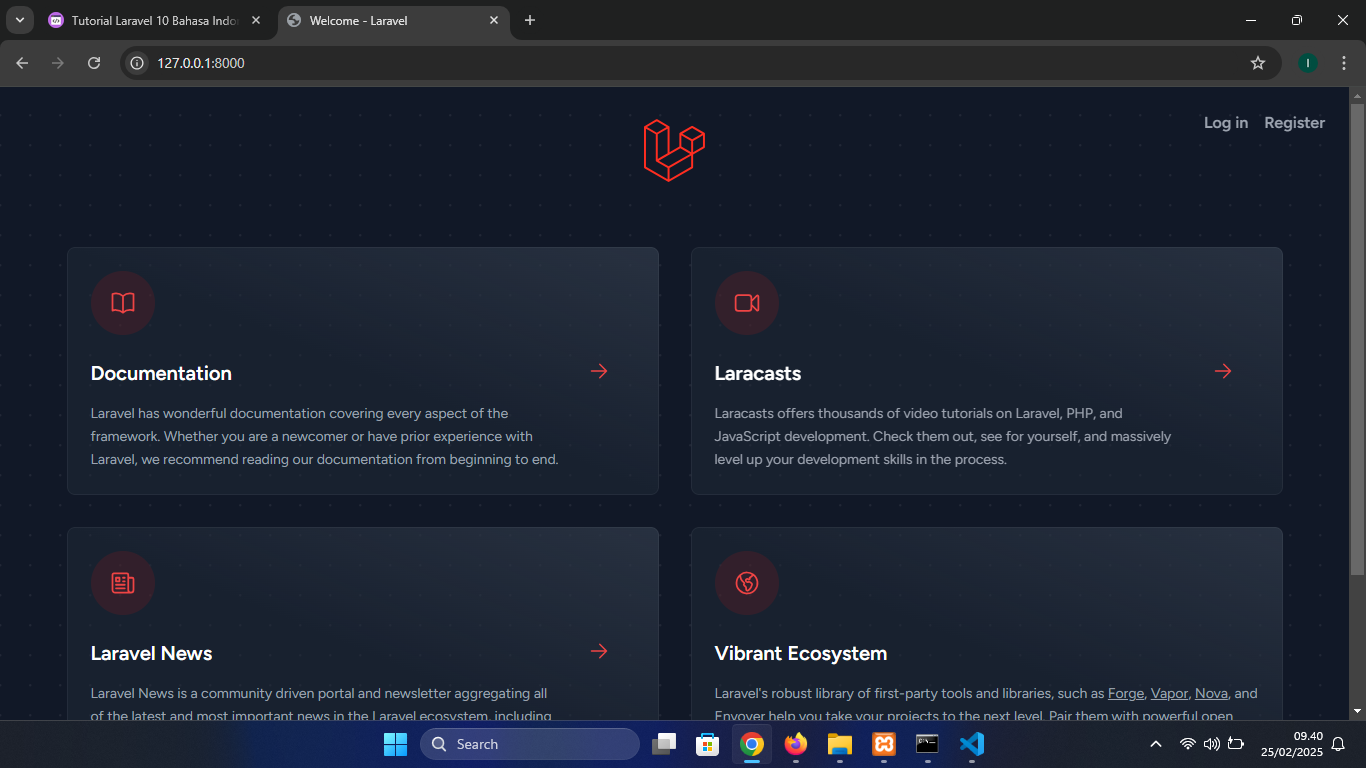 Tutorial Laravel 10 Bahasa Indo
Welcome - Laravel
127.0.0.1:8000
I
Log in Register
Documentation
Laravel has wonderful documentation covering every aspect of the
framework. Whether you are a newcomer or have prior experience with
Laravel, we recommend reading our documentation from beginning to end.
Laracasts
Laracasts offers thousands of video tutorials on Laravel, PHP, and
JavaScript development. Check them out, see for yourself, and massively
level up your development skills in the process.
Laravel News
Laravel News is a community driven portal and newsletter aggregating all
of the latest and most important news in the Laravel ecosystem, including
Vibrant Ecosystem
Laravel's robust library of first-party tools and libraries, such as Forge, Vapor, Nova, and
Envoyer help you take your projects to the next level. Pair them with powerful open
Search
09.40
25/02/2025